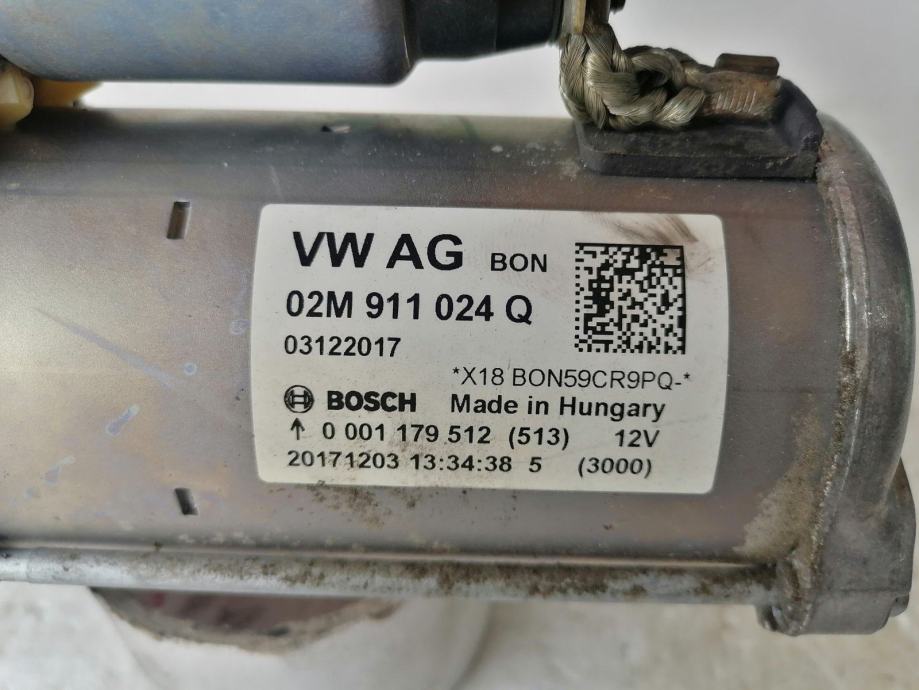 VW AG BON
02M 911 024 Q
03122017
*X18 BON59CR9PQ-*
BOSCH Made in Hungary
↑ 0 001 179 512 (513) 12V
20171203 13:34:38 5 (3000)